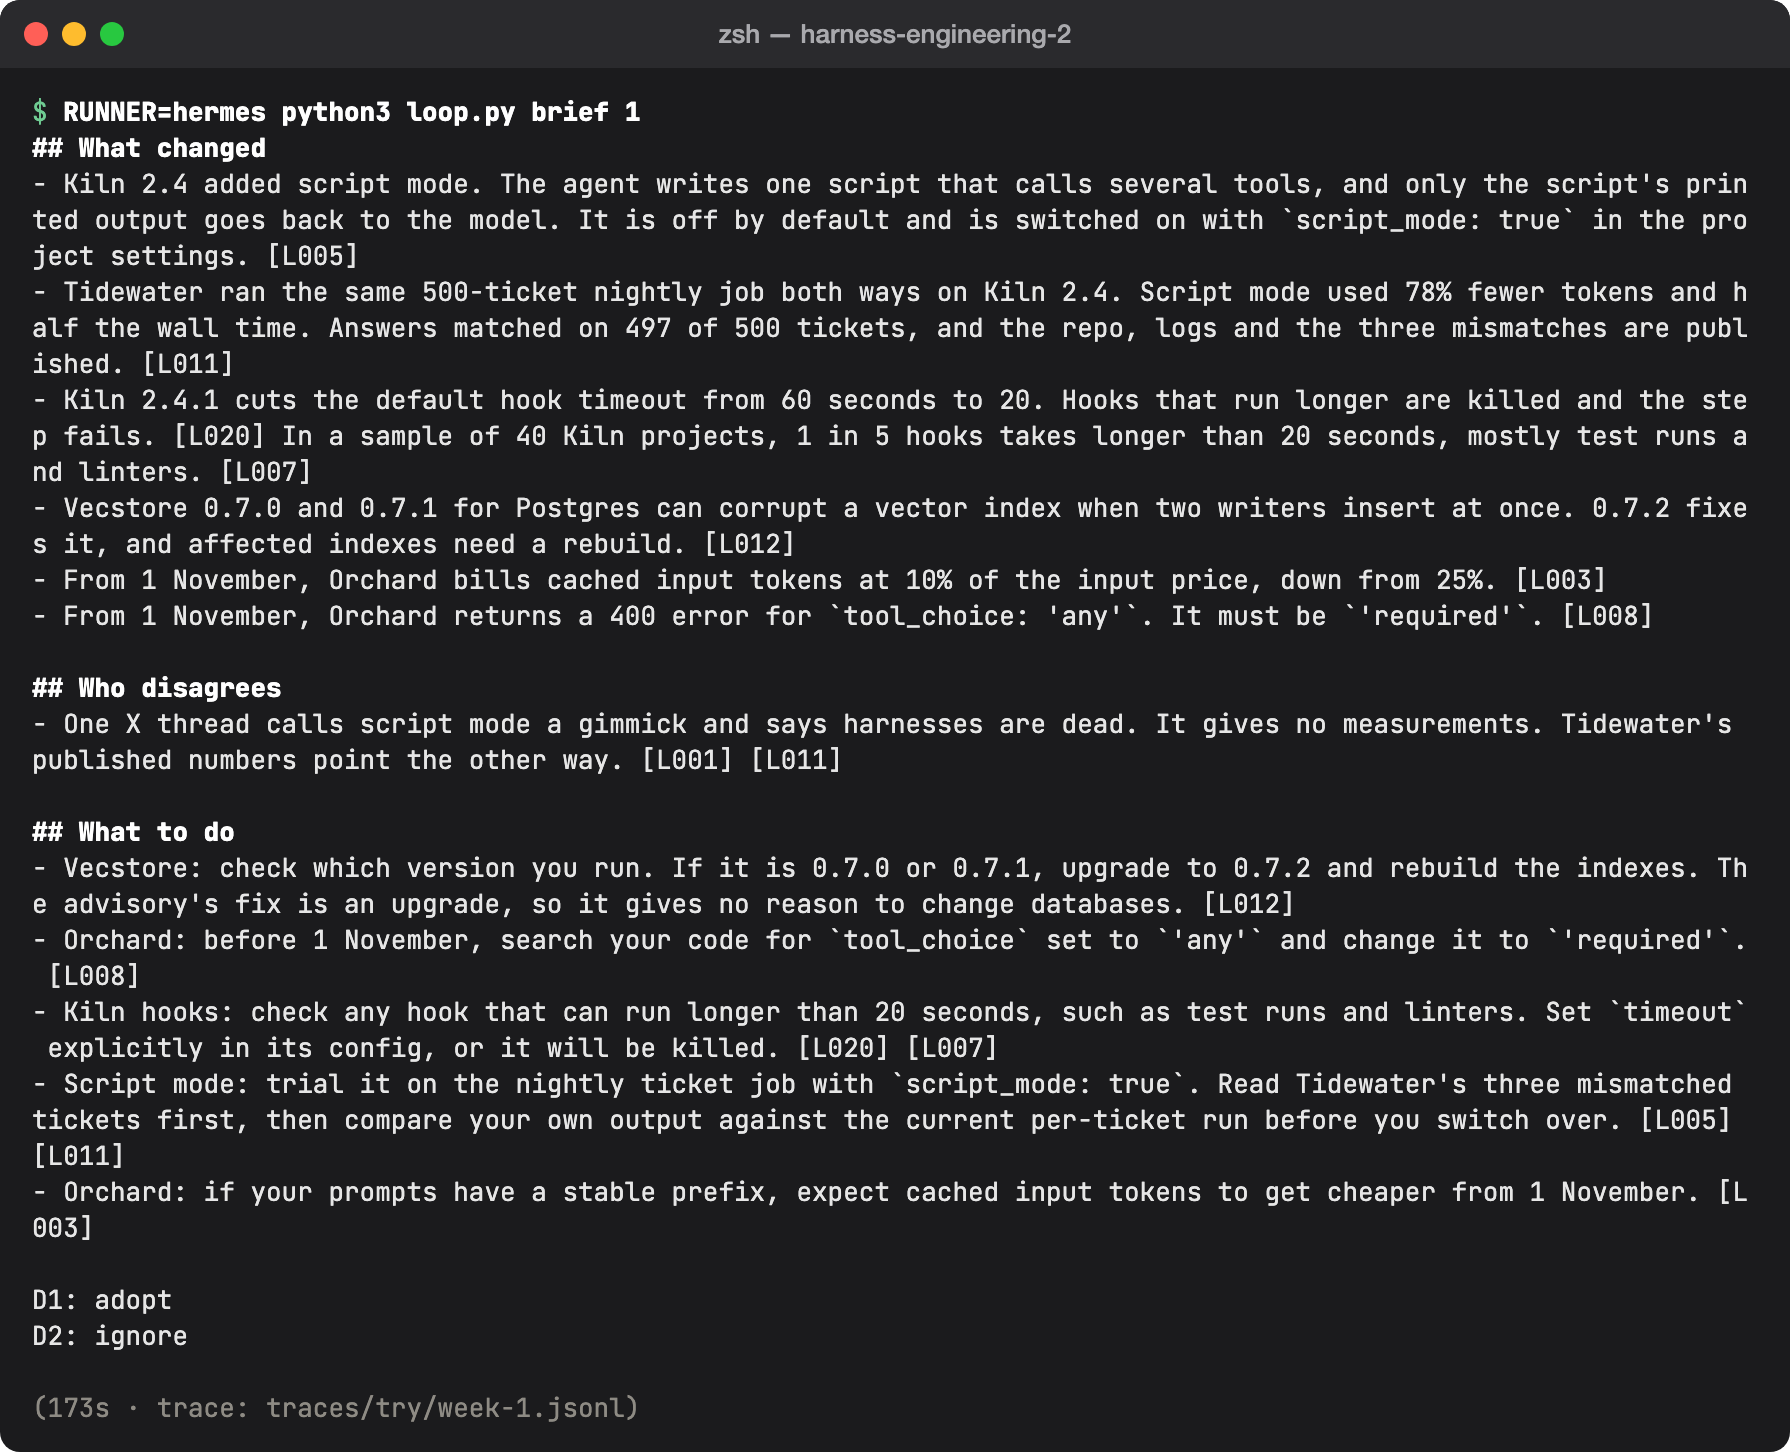 zsh — harness-engineering-2
$ RUNNER=hermes python3 loop.py brief 1
## What changed
- Kiln 2.4 added script mode. The agent writes one script that calls several tools, and only the script's prin
ted output goes back to the model. It is off by default and is switched on with `script_mode: true` in the pro
ject settings. [L005]
- Tidewater ran the same 500-ticket nightly job both ways on Kiln 2.4. Script mode used 78% fewer tokens and h
alf the wall time. Answers matched on 497 of 500 tickets, and the repo, logs and the three mismatches are publ
ished. [L011]
- Kiln 2.4.1 cuts the default hook timeout from 60 seconds to 20. Hooks that run longer are killed and the ste
p fails. [L020] In a sample of 40 Kiln projects, 1 in 5 hooks takes longer than 20 seconds, mostly test runs a
nd linters. [L007]
- Vecstore 0.7.0 and 0.7.1 for Postgres can corrupt a vector index when two writers insert at once. 0.7.2 fixe
s it, and affected indexes need a rebuild. [L012]
- From 1 November, Orchard bills cached input tokens at 10% of the input price, down from 25%. [L003]
- From 1 November, Orchard returns a 400 error for `tool_choice: 'any'`. It must be `'required'`. [L008]
## Who disagrees
- One X thread calls script mode a gimmick and says harnesses are dead. It gives no measurements. Tidewater's
published numbers point the other way. [L001] [L011]
## What to do
- Vecstore: check which version you run. If it is 0.7.0 or 0.7.1, upgrade to 0.7.2 and rebuild the indexes. Th
e advisory's fix is an upgrade, so it gives no reason to change databases. [L012]
- Orchard: before 1 November, search your code for `tool_choice` set to `'any'` and change it to `'required'`.
[L008]
- Kiln hooks: check any hook that can run longer than 20 seconds, such as test runs and linters. Set `timeout`
explicitly in its config, or it will be killed. [L020] [L007]
- Script mode: trial it on the nightly ticket job with `script_mode: true`. Read Tidewater's three mismatched
tickets first, then compare your own output against the current per-ticket run before you switch over. [L005]
[L011]
- Orchard: if your prompts have a stable prefix, expect cached input tokens to get cheaper from 1 November. [L
003]
D1: adopt
D2: ignore
(173s · trace: traces/try/week-1.jsonl)